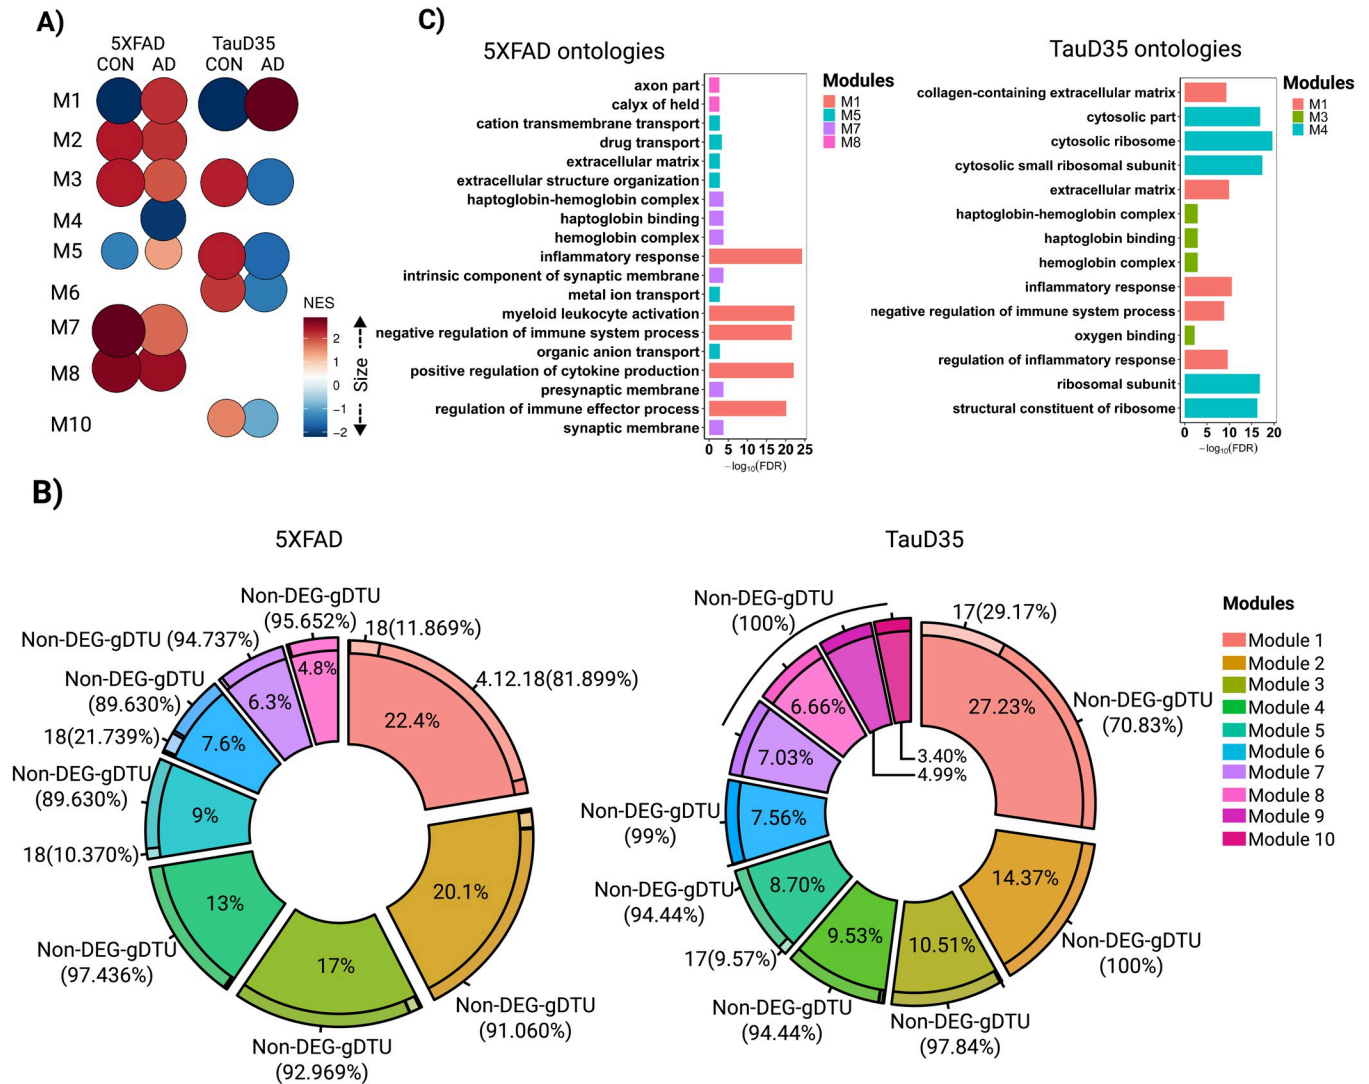 A)
5XFAD
TauD35
CON AD CON AD
M1
M2
M3
M4
M5
M6
M7
M8
M10
NES
2
1
0
−1
−2
Size
C)
5XFAD ontologies
axon part
calyx of held
cation transmembrane transport
drug transport
extracellular matrix
extracellular structure organization
haptoglobin-hemoglobin complex
haptoglobin binding
hemoglobin complex
inflammatory response
intrinsic component of synaptic membrane
metal ion transport
myeloid leukocyte activation
negative regulation of immune system process
organic anion transport
positive regulation of cytokine production
presynaptic membrane
regulation of immune effector process
synaptic membrane
0 5 10 15 20 25
−log10(FDR)
Modules
M1
M5
M7
M8
TauD35 ontologies
collagen-containing extracellular matrix
cytosolic part
cytosolic ribosome
cytosolic small ribosomal subunit
extracellular matrix
haptoglobin-hemoglobin complex
haptoglobin binding
hemoglobin complex
inflammatory response
negative regulation of immune system process
oxygen binding
regulation of inflammatory response
ribosomal subunit
structural constituent of ribosome
0 5 10 15 20
−log10(FDR)
Modules
M1
M3
M4
B)
5XFAD
Non-DEG-gDTU
(95.652%)
18(11.869%)
Non-DEG-gDTU (94.737%)
4.12.18(81.899%)
Non-DEG-gDTU
(89.630%)
18(21.739%)
Non-DEG-gDTU
(89.630%)
18(10.370%)
Non-DEG-gDTU
(97.436%)
Non-DEG-gDTU
(92.969%)
Non-DEG-gDTU
(91.060%)
4.8%
22.4%
6.3%
7.6%
9%
13%
17%
20.1%
TauD35
Non-DEG-gDTU
(100%)
17(29.17%)
Non-DEG-gDTU
(70.83%)
Non-DEG-gDTU
(99%)
Non-DEG-gDTU
(94.44%)
17(9.57%)
Non-DEG-gDTU
(94.44%)
Non-DEG-gDTU
(97.84%)
Non-DEG-gDTU
(100%)
27.23%
6.66%
3.40%
4.99%
7.03%
7.56%
8.70%
9.53%
10.51%
14.37%
Modules
Module 1
Module 2
Module 3
Module 4
Module 5
Module 6
Module 7
Module 8
Module 9
Module 10